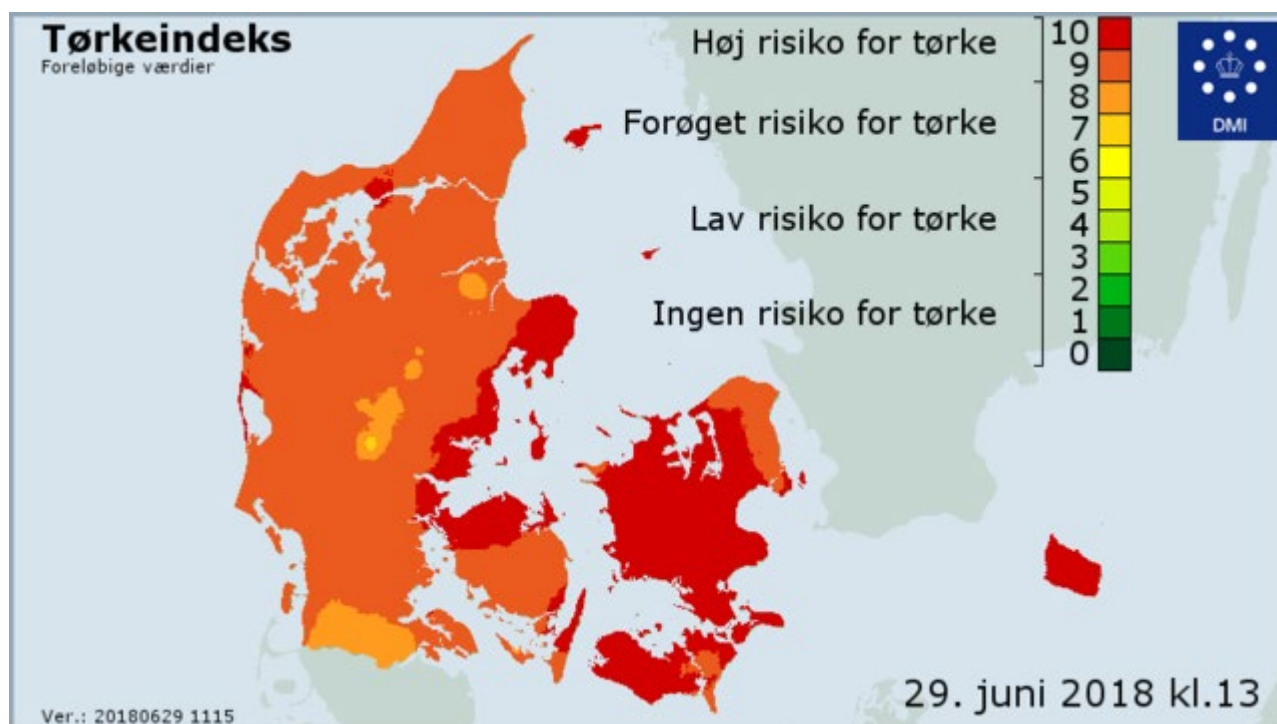 Tørkeindeks
Foreløbige værdier
Høj risiko for tørke
Forøget risiko for tørke
Lav risiko for tørke
Ingen risiko for tørke
10
9
8
7
6
5
4
3
2
1
0
DMI
29. juni 2018 kl.13
Ver.: 20180629 1115